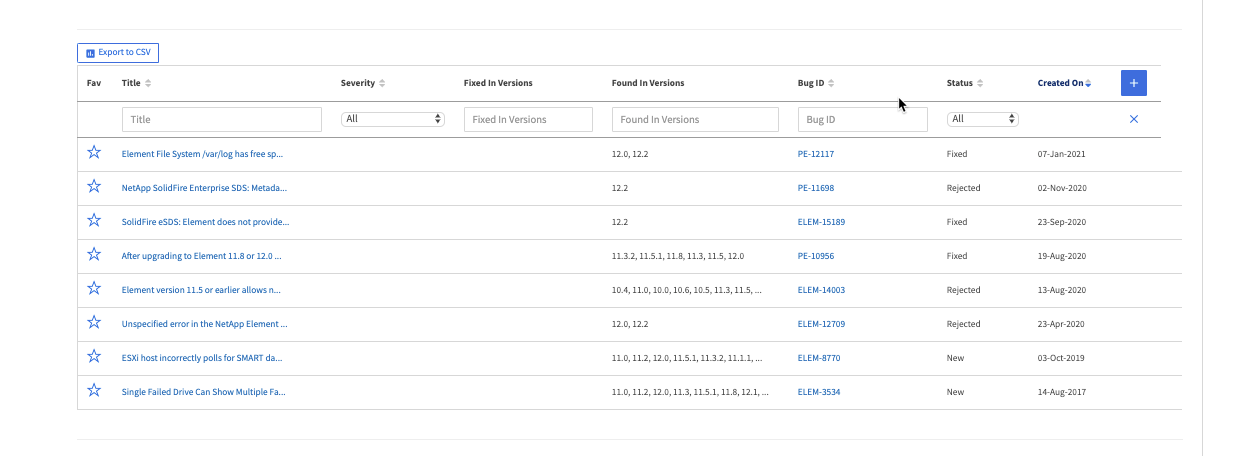 Export to CSV
Fav Title Severity Fixed In Versions Found In Versions Bug ID Status Created On +
Title All Fixed In Versions Found In Versions Bug ID All
Element File System /var/log has free sp... 12.0, 12.2 PE-12117 Fixed 07-Jan-2021
NetApp SolidFire Enterprise SDS: Metada... 12.2 PE-11698 Rejected 02-Nov-2020
SolidFire eSDS: Element does not provide... 12.2 ELEM-15189 Fixed 23-Sep-2020
After upgrading to Element 11.8 or 12.0 ... 11.3.2, 11.5.1, 11.8, 11.3, 11.5, 12.0 PE-10956 Fixed 19-Aug-2020
Element version 11.5 or earlier allows n... 10.4, 11.0, 10.0, 10.6, 10.5, 11.3, 11.5, ... ELEM-14003 Rejected 13-Aug-2020
Unspecified error in the NetApp Element ... 12.0, 12.2 ELEM-12709 Rejected 23-Apr-2020
ESXi host incorrectly polls for SMART da... 11.0, 11.2, 12.0, 11.5.1, 11.3.2, 11.1.1, ... ELEM-8770 New 03-Oct-2019
Single Failed Drive Can Show Multiple Fa... 11.0, 11.2, 12.0, 11.3, 11.5.1, 11.8, 12.1, ... ELEM-3534 New 14-Aug-2017